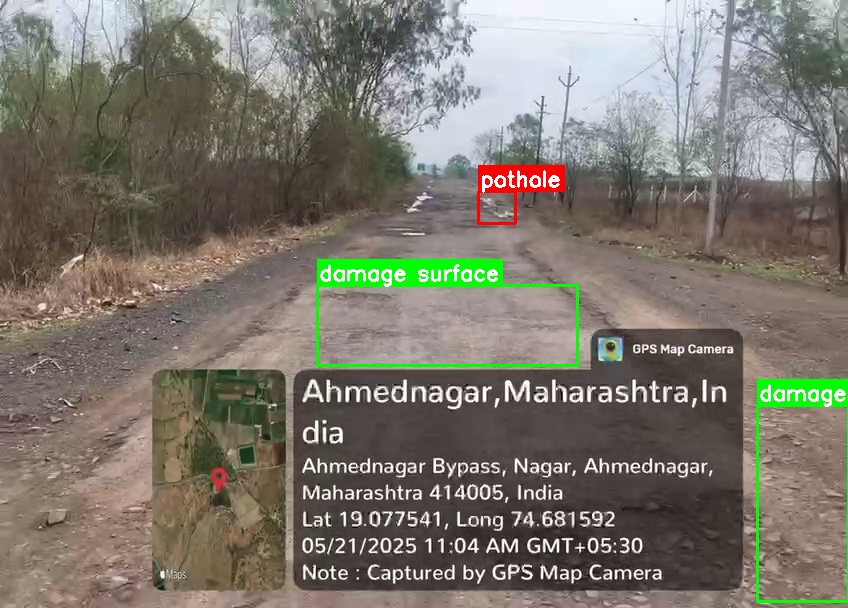 pothole
damage surface
GPS Map Camera
damage
Ahmednagar,Maharashtra,In
dia
Ahmednagar Bypass, Nagar, Ahmednagar,
Maharashtra 414005, India
Lat 19.077541, Long 74.681592
05/21/2025 11:04 AM GMT+05:30
Note : Captured by GPS Map Camera
Maps